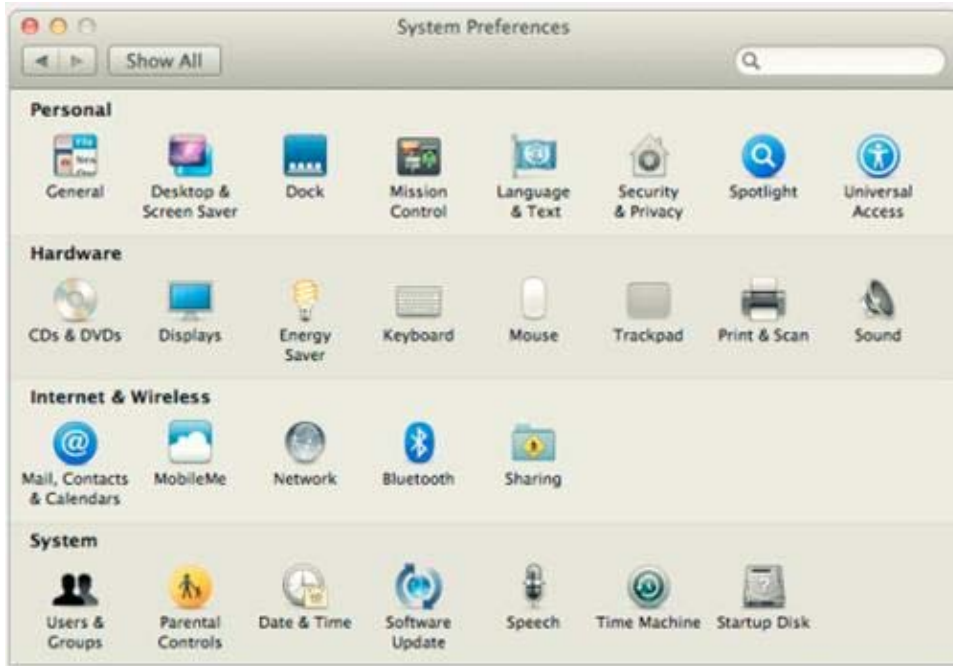 System Preferences
Show All
Personal
General
Desktop &
Screen Saver
Dock
Mission
Control
Language
& Text
Security
& Privacy
Spotlight
Universal
Access
Hardware
CDs & DVDs
Displays
Energy
Saver
Keyboard
Mouse
Trackpad
Print & Scan
Sound
Internet & Wireless
Mail, Contacts
& Calendars
MobileMe
Network
Bluetooth
Sharing
System
Users &
Groups
Parental
Controls
Date & Time
Software
Update
Speech
Time Machine
Startup Disk